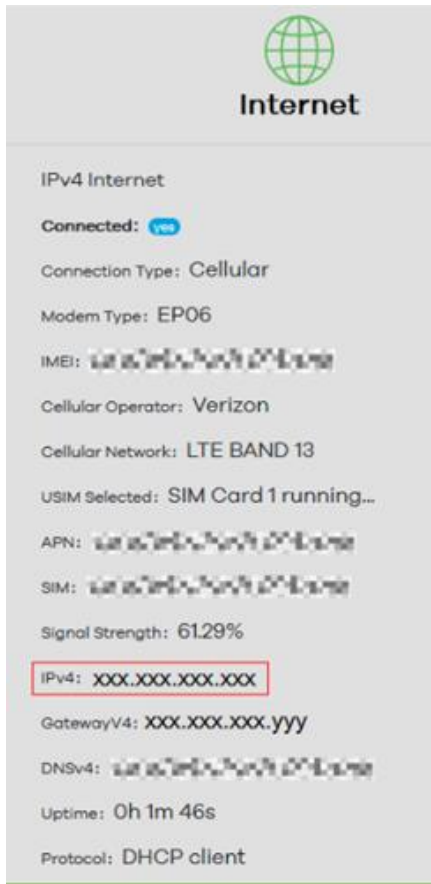 Internet
IPv4 Internet
Connected: yes
Connection Type: Cellular
Modem Type: EP06
IMEI:
Cellular Operator: Verizon
Cellular Network: LTE BAND 13
USIM Selected: SIM Card 1 running...
APN:
SIM:
Signal Strength: 61.29%
IPv4: xxx.xxx.xxx.xxx
GatewayV4: xxx.xxx.xxx.yyy
DNSv4:
Uptime: 0h 1m 46s
Protocol: DHCP client